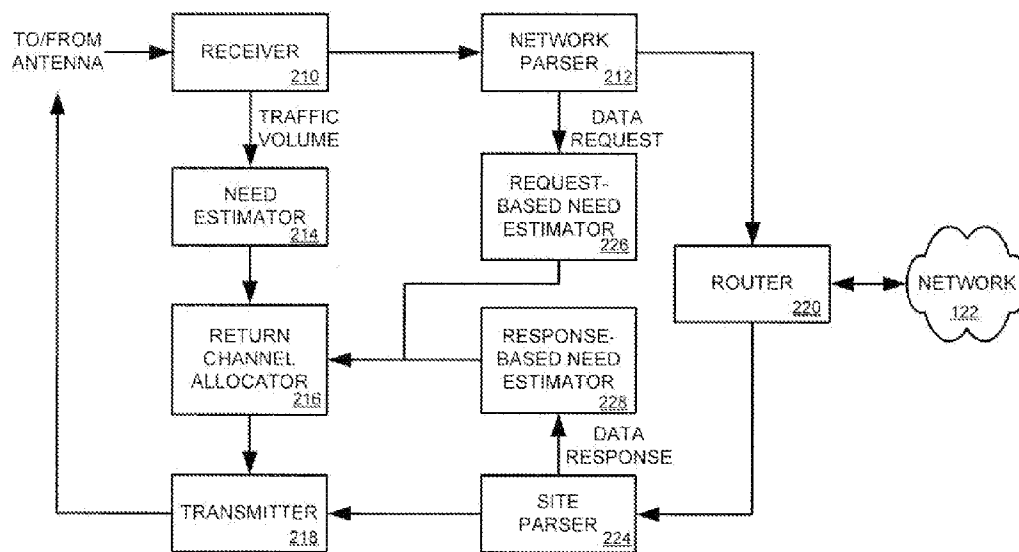 TO/FROM
ANTENNA
RECEIVER
210
NETWORK
PARSER
212
TRAFFIC
VOLUME
DATA
REQUEST
NEED
ESTIMATOR
214
REQUEST-
BASED NEED
ESTIMATOR
226
ROUTER
220
NETWORK
122
RETURN
CHANNEL
ALLOCATOR
216
RESPONSE-
BASED NEED
ESTIMATOR
228
DATA
RESPONSE
TRANSMITTER
218
SITE
PARSER
224